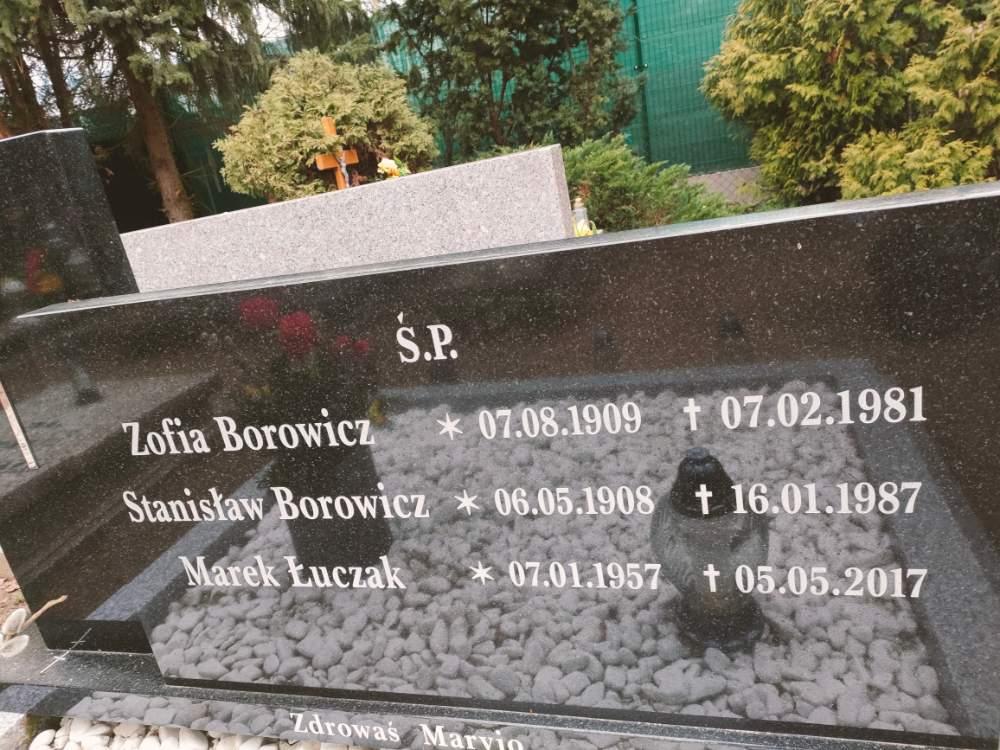 Ś.P.
Zofia Borowicz ✶ 07.08.1909 ✝ 07.02.1981
Stanisław Borowicz ✶ 06.05.1908 ✝ 16.01.1987
Marek Łuczak ✶ 07.01.1957 ✝ 05.05.2017
Zdrowaś Maryjo